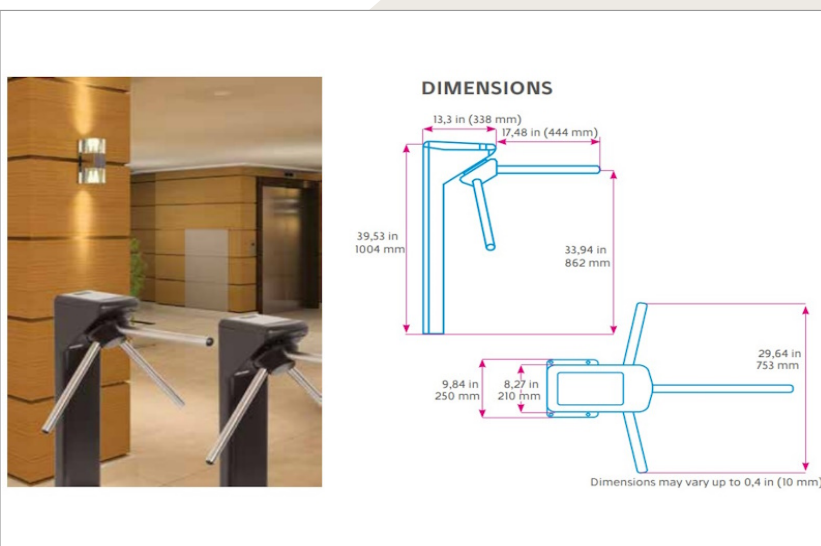 DIMENSIONS
13,3 in (338 mm)
17,48 in (444 mm)
39,53 in
1004 mm
33,94 in
862 mm
29,64 in
753 mm
9,84 in
250 mm
8,27 in
210 mm
Dimensions may vary up to 0,4 in (10 mm)